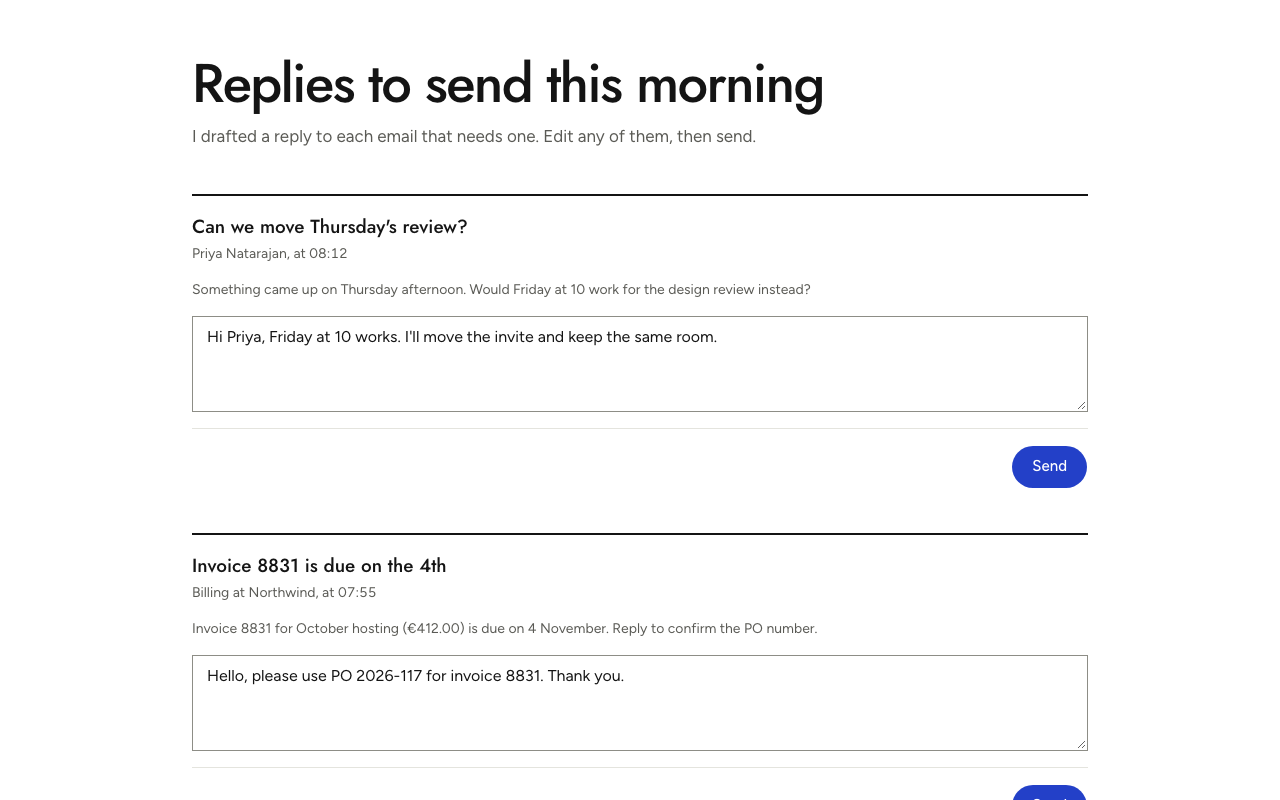 Replies to send this morning
I drafted a reply to each email that needs one. Edit any of them, then send.
Can we move Thursday's review?
Priya Natarajan, at 08:12
Something came up on Thursday afternoon. Would Friday at 10 work for the design review instead?
Hi Priya, Friday at 10 works. I'll move the invite and keep the same room.
Send
Invoice 8831 is due on the 4th
Billing at Northwind, at 07:55
Invoice 8831 for October hosting (€412.00) is due on 4 November. Reply to confirm the PO number.
Hello, please use PO 2026-117 for invoice 8831. Thank you.